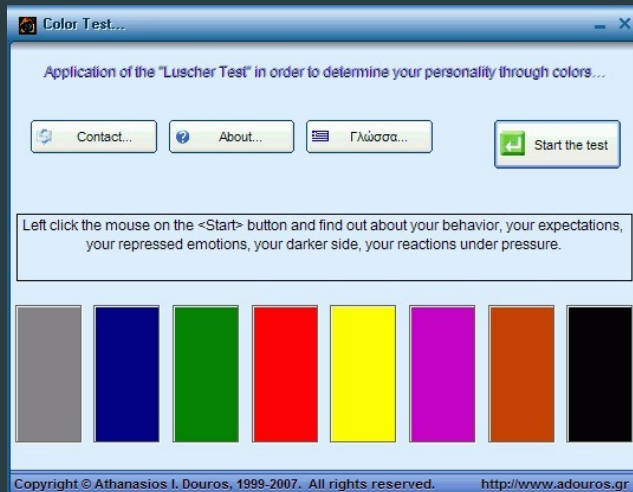 Color Test...
Application of the "Luscher Test" in order to determine your personality through colors...
Contact...
About...
Γλώσσα...
Start the test
Left click the mouse on the <Start> button and find out about your behavior, your expectations,
your repressed emotions, your darker side, your reactions under pressure.
Copyright © Athanasios I. Douros, 1999-2007. All rights reserved. http://www.adouros.gr